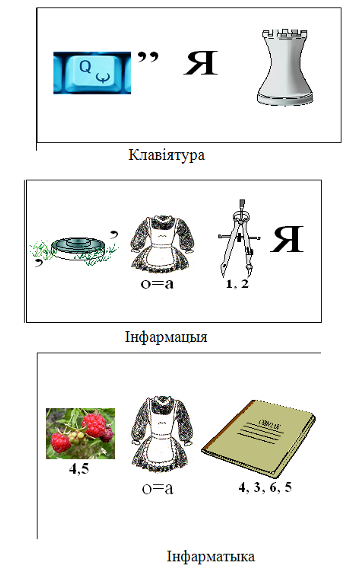 Q
” Я
Клавіятура
, ’ Я
о=а 1, 2
Інфармацыя
4,5 о=а 4, 3, 6, 5
Інфарматыка